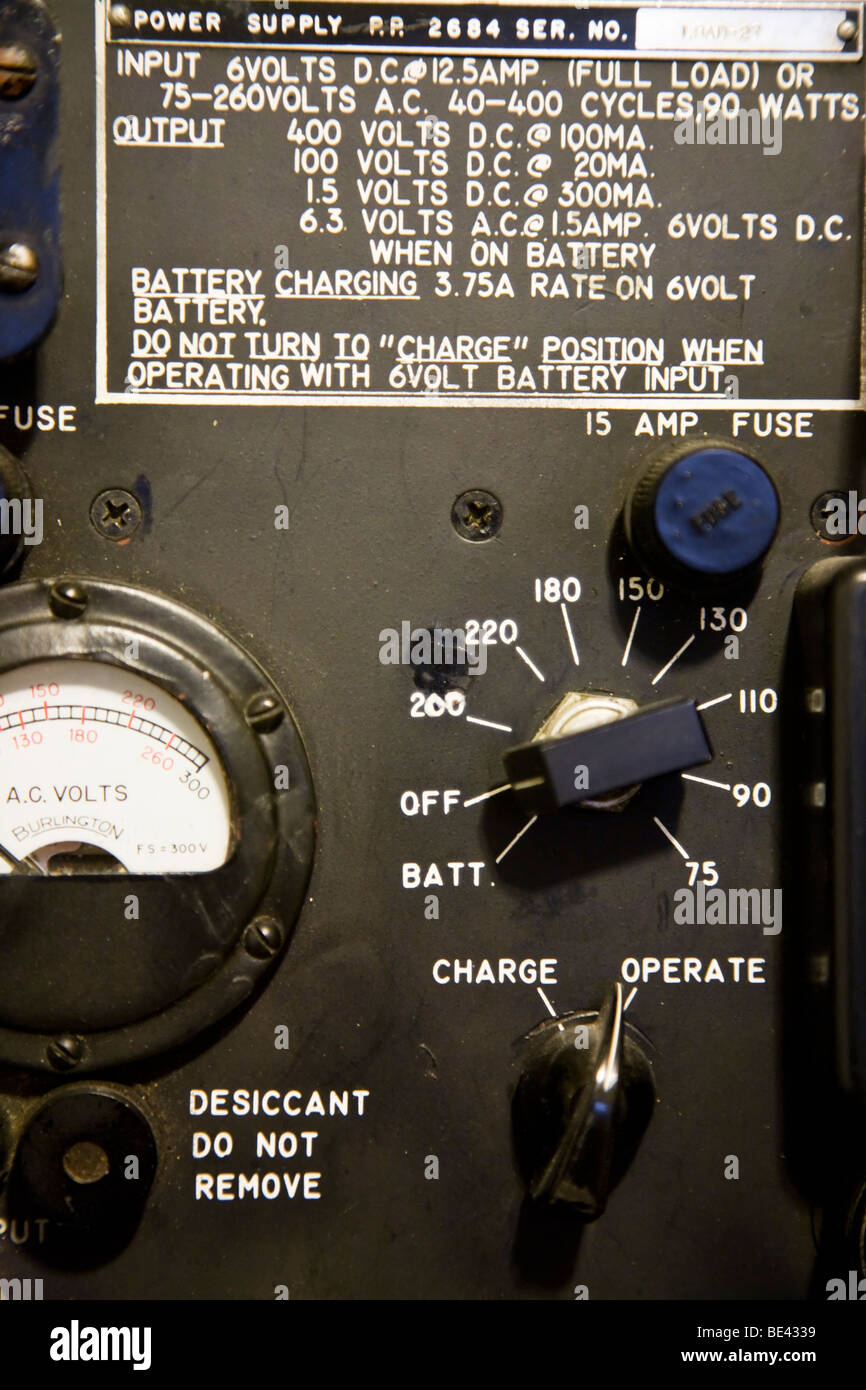 POWER SUPPLY P.P. 2684 SER. NO.
INPUT 6VOLTS D.C.@12.5AMP. (FULL LOAD) OR
75-260VOLTS A.C. 40-400 CYCLES,90 WATTS.
OUTPUT 400 VOLTS D.C.@ 100MA.
100 VOLTS D.C.@ 20MA.
1.5 VOLTS D.C.@ 300MA.
6.3 VOLTS A.C.@1.5AMP. 6VOLTS D.C.
WHEN ON BATTERY
BATTERY CHARGING 3.75A RATE ON 6VOLT
BATTERY.
DO NOT TURN TO "CHARGE" POSITION WHEN
OPERATING WITH 6VOLT BATTERY INPUT
FUSE
15 AMP. FUSE
180 150
220 130
200 110
OFF 90
BATT. 75
150 220
130 180 260 300
A.C. VOLTS
BURLINGTON
F.S.=300V
CHARGE OPERATE
DESICCANT
DO NOT
REMOVE
PUT
alamy
Image ID: BE4339
www.alamy.com